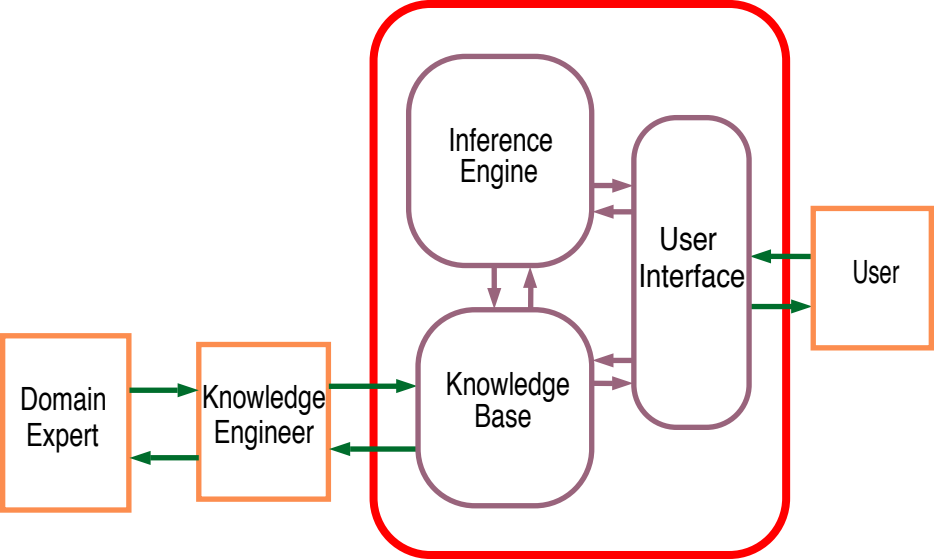 Inference
Engine
User
Interface
User
Domain
Expert
Knowledge
Engineer
Knowledge
Base